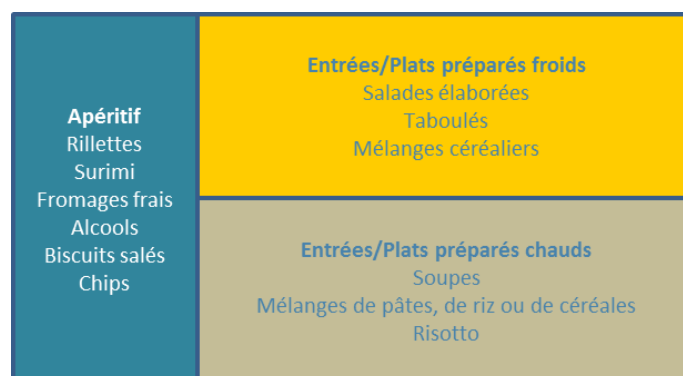 Apéritif
Rillettes
Surimi
Fromages frais
Alcools
Biscuits salés
Chips
Entrées/Plats préparés froids
Salades élaborées
Taboulés
Mélanges céréaliers
Entrées/Plats préparés chauds
Soupes
Mélanges de pâtes, de riz ou de céréales
Risotto